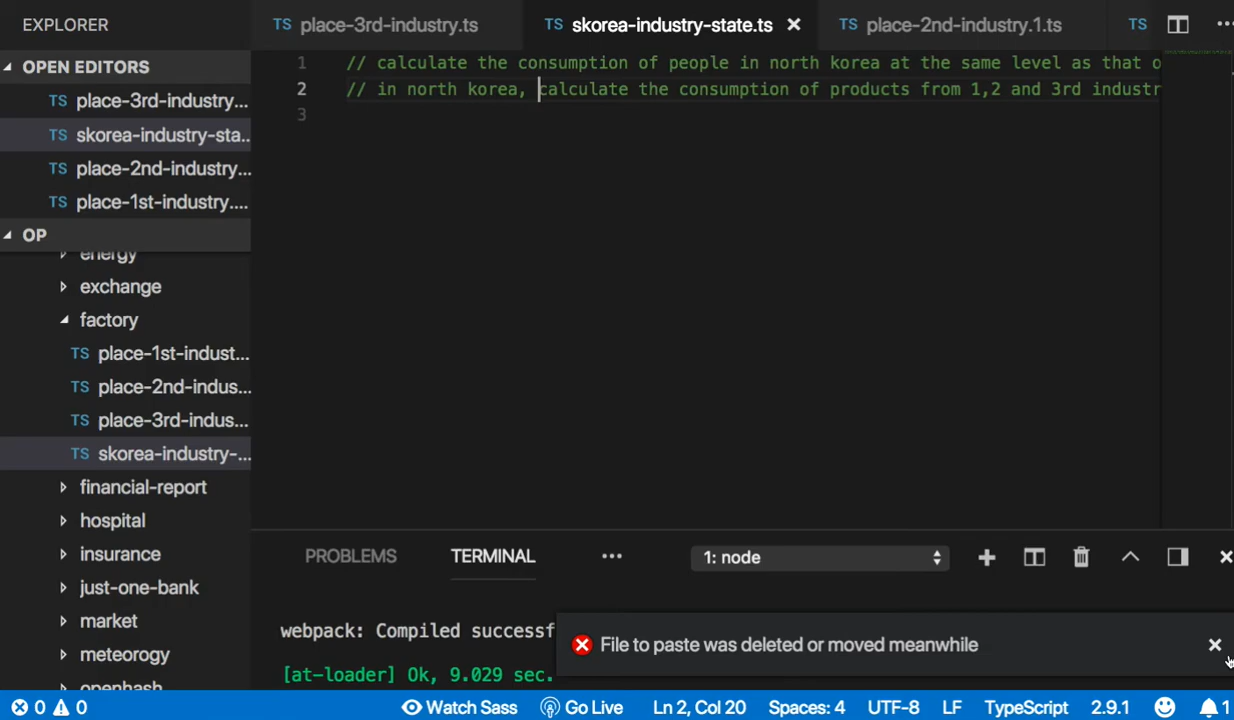 EXPLORER
OPEN EDITORS
TS place-3rd-industry...
TS skorea-industry-sta..
TS place-2nd-industry...
TS place-1st-industry....
OP
energy
exchange
factory
TS place-1st-indust...
TS place-2nd-indus...
TS place-3rd-indus...
TS skorea-industry-...
financial-report
hospital
insurance
just-one-bank
market
meteorogy
openhash
TS place-3rd-industry.ts TS skorea-industry-state.ts TS place-2nd-industry.1.ts TS
1 // calculate the consumption of people in north korea at the same level as that o
2 // in north korea, calculate the consumption of products from 1,2 and 3rd industr
3
PROBLEMS TERMINAL ... 1: node
webpack: Compiled successf
[at-loader] Ok, 9.029 sec.
File to paste was deleted or moved meanwhile
0 0 Watch Sass Go Live Ln 2, Col 20 Spaces: 4 UTF-8 LF TypeScript 2.9.1 1